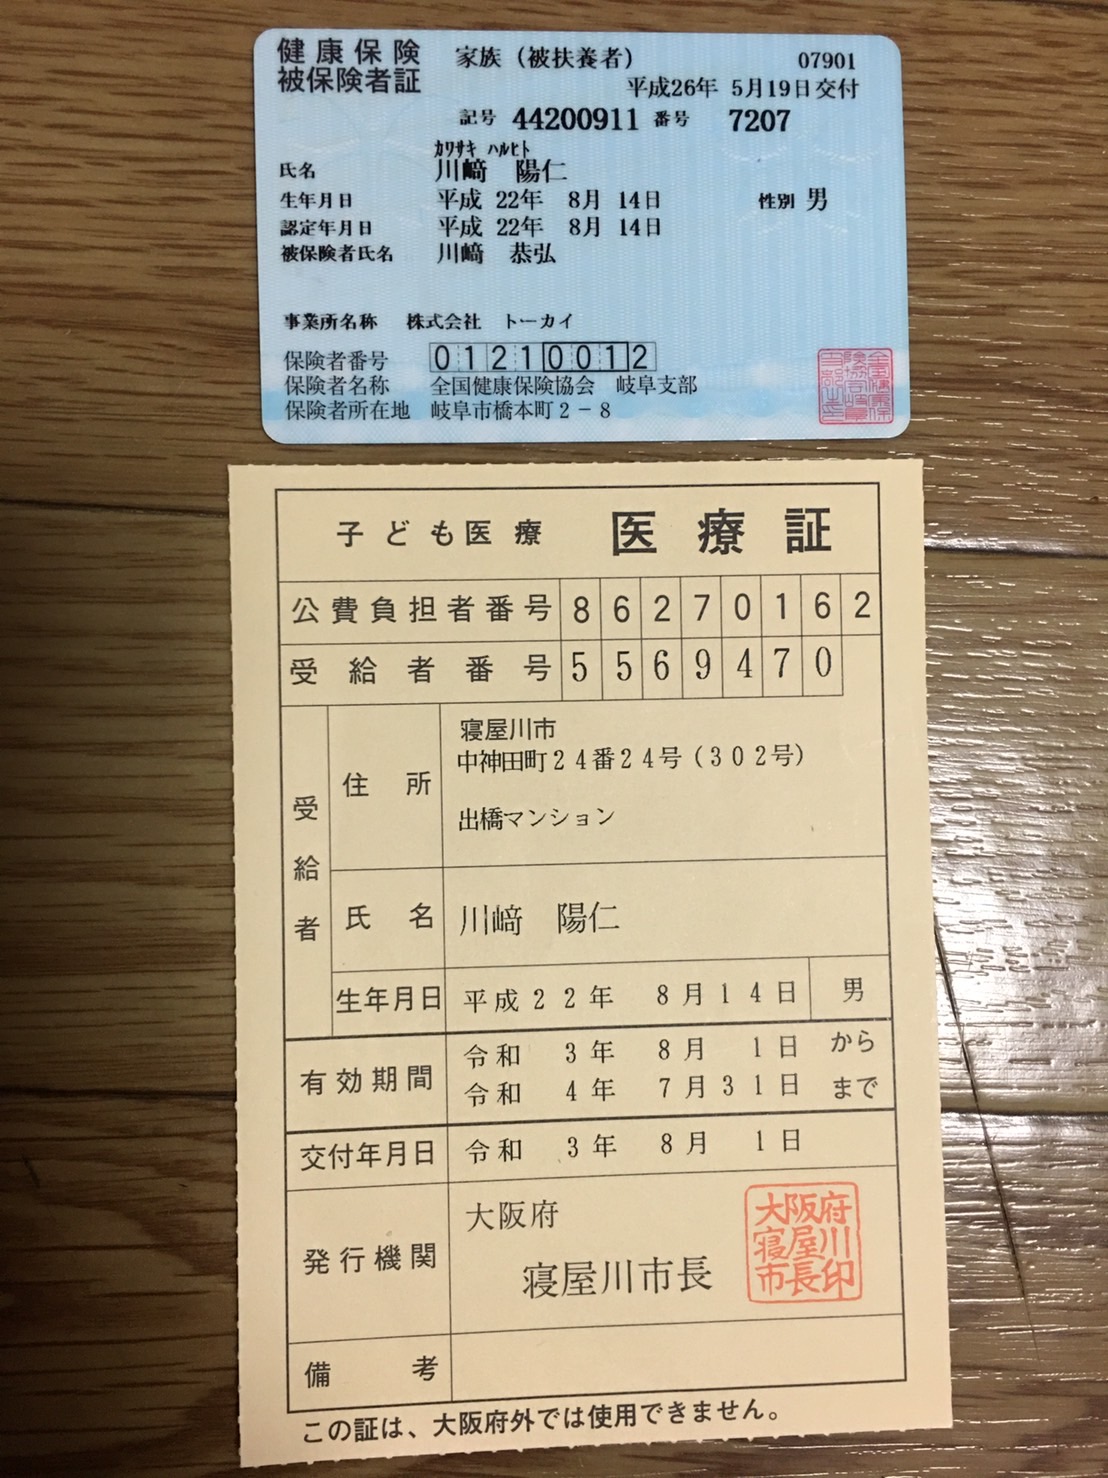 健康保険 家族（被扶養者） 07901
被保険者証 平成26年 5月19日交付
記号 44200911 番号 7207
カワサキ ハルヒト
氏名 川﨑 陽仁
生年月日 平成 22年 8月 14日 性別 男
認定年月日 平成 22年 8月 14日
被保険者氏名 川﨑 恭弘
事業所名称 株式会社 トーカイ
保険者番号 01210012
保険者名称 全国健康保険協会 岐阜支部
保険者所在地 岐阜市橋本町2-8
子ども医療 医療証
公費負担者番号 86270162
受給者番号 5569470
受給者
住所 寝屋川市
中神田町24番24号(302号)
出橋マンション
氏名 川﨑 陽仁
生年月日 平成22年 8月14日 男
有効期間 令和 3年 8月 1日 から
令和 4年 7月31日 まで
交付年月日 令和 3年 8月 1日
発行機関 大阪府
寝屋川市長
大阪府
寝屋川
市長印
備考
この証は、大阪府外では使用できません。